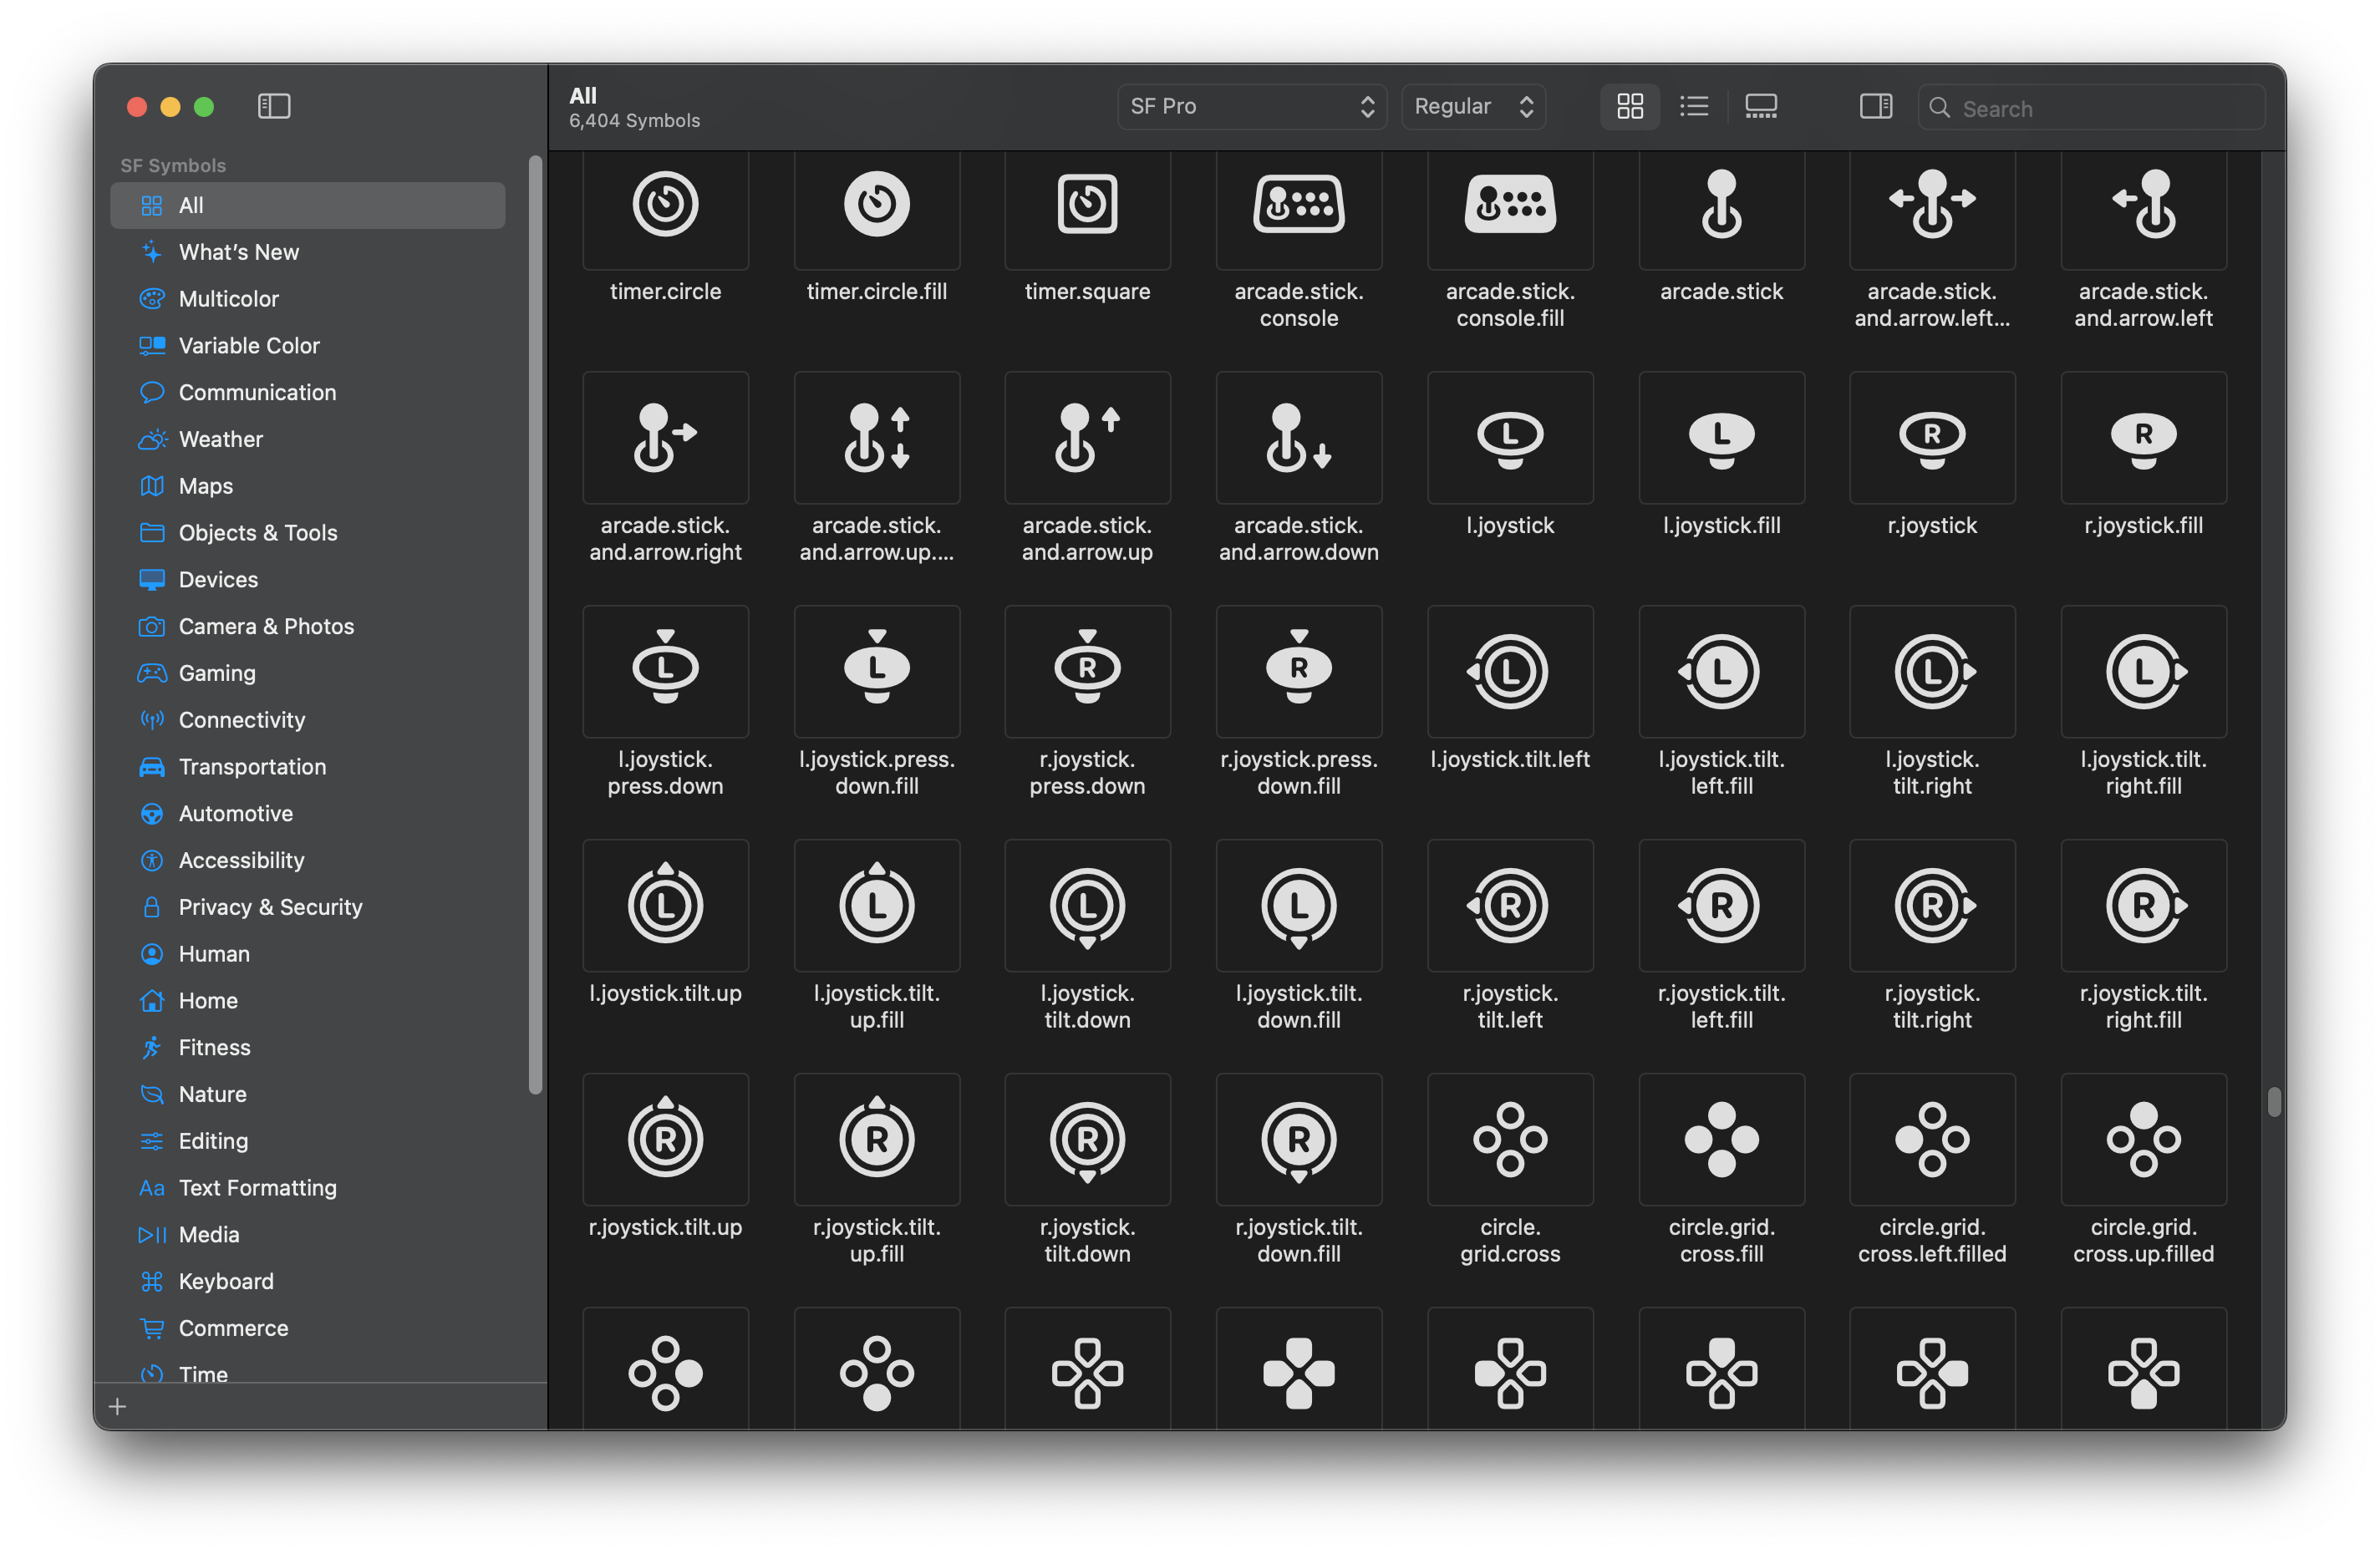 All
6,404 Symbols
SF Pro
Regular
Search
SF Symbols
All
What's New
Multicolor
Variable Color
Communication
Weather
Maps
Objects & Tools
Devices
Camera & Photos
Gaming
Connectivity
Transportation
Automotive
Accessibility
Privacy & Security
Human
Home
Fitness
Nature
Editing
Aa Text Formatting
Media
Keyboard
Commerce
Time
timer.circle
timer.circle.fill
timer.square
arcade.stick.
console
arcade.stick.
console.fill
arcade.stick
arcade.stick.
and.arrow.left...
arcade.stick.
and.arrow.left
arcade.stick.
and.arrow.right
arcade.stick.
and.arrow.up....
arcade.stick.
and.arrow.up
arcade.stick.
and.arrow.down
L
l.joystick
L
l.joystick.fill
R
r.joystick
R
r.joystick.fill
L
l.joystick.
press.down
L
l.joystick.press.
down.fill
R
r.joystick.
press.down
R
r.joystick.press.
down.fill
L
l.joystick.tilt.left
L
l.joystick.tilt.
left.fill
L
l.joystick.
tilt.right
L
l.joystick.tilt.
right.fill
L
l.joystick.tilt.up
L
l.joystick.tilt.
up.fill
L
l.joystick.
tilt.down
L
l.joystick.tilt.
down.fill
R
r.joystick.
tilt.left
R
r.joystick.tilt.
left.fill
R
r.joystick.
tilt.right
R
r.joystick.tilt.
right.fill
R
r.joystick.tilt.up
R
r.joystick.tilt.
up.fill
R
r.joystick.
tilt.down
R
r.joystick.tilt.
down.fill
circle.
grid.cross
circle.grid.
cross.fill
circle.grid.
cross.left.filled
circle.grid.
cross.up.filled